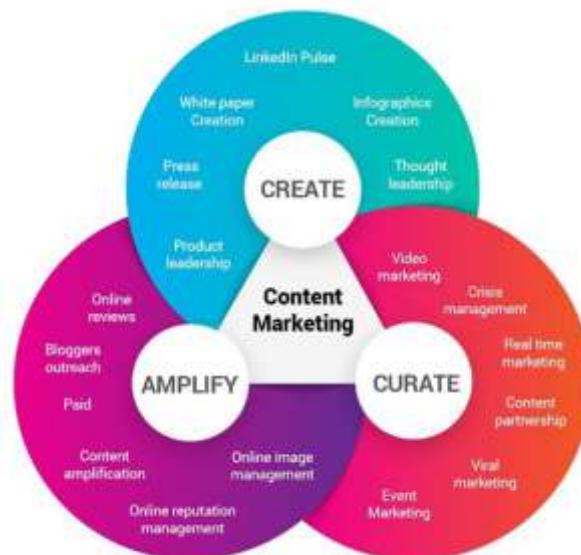 LinkedIn Pulse
White paper
Creation
Infographics
Creation
Press
release
Thought
leadership
CREATE
Product
leadership
Content
Marketing
Video
marketing
Crisis
management
Real time
marketing
Content
partnership
Viral
marketing
Event
Marketing
CURATE
Online
reviews
Bloggers
outreach
Paid
AMPLIFY
Content
amplification
Online image
management
Online reputation
management